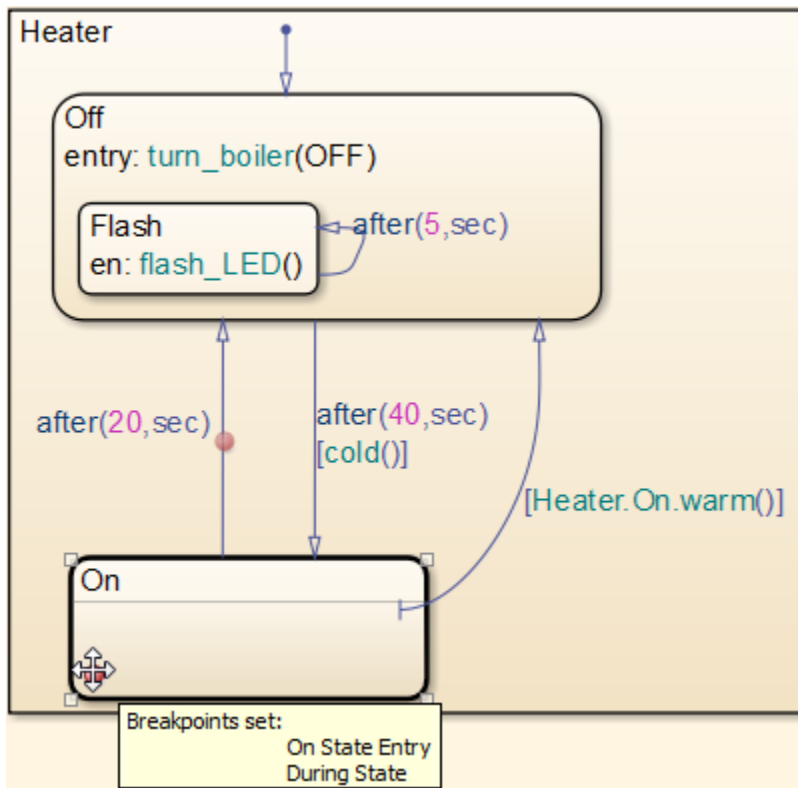 Heater
Off
entry: turn_boiler(OFF)
Flash
en: flash_LED()
after(5,sec)
after(20,sec)
after(40,sec)
[cold()]
[Heater.On.warm()]
On
Breakpoints set:
On State Entry
During State